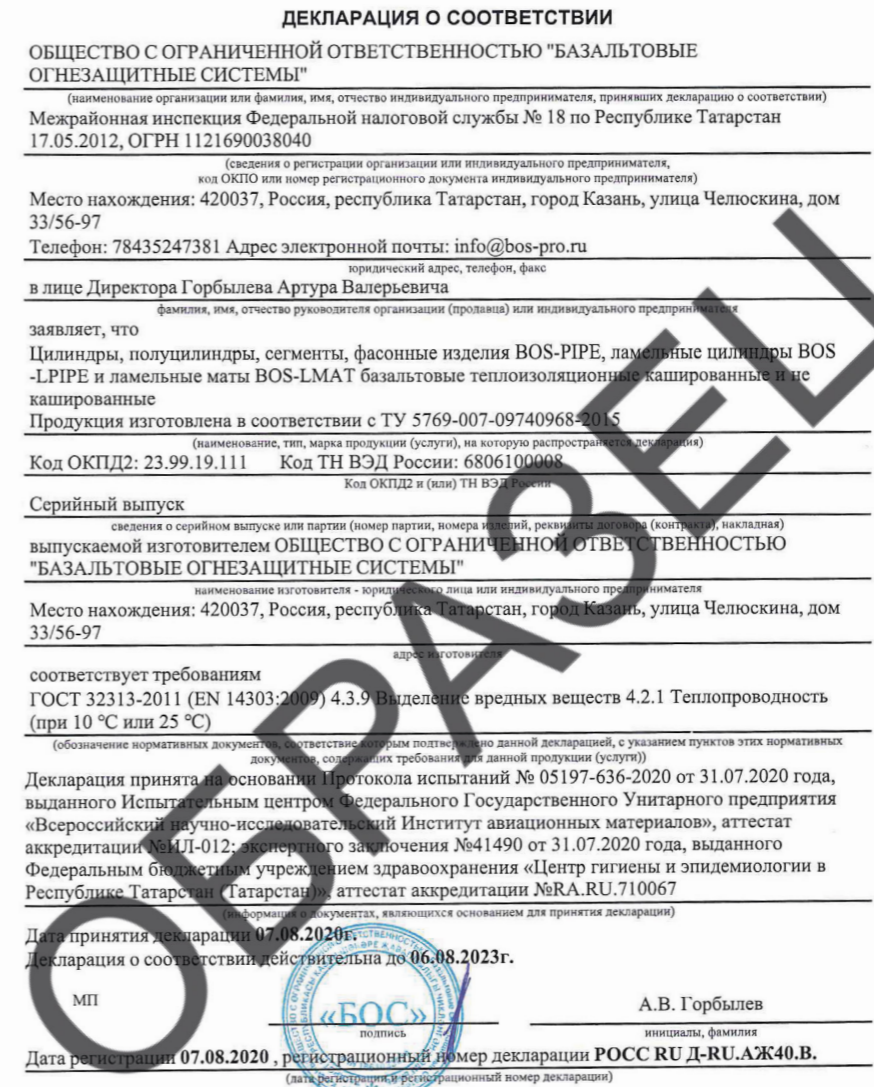 ДЕКЛАРАЦИЯ О СООТВЕТСТВИИ
ОБЩЕСТВО С ОГРАНИЧЕННОЙ ОТВЕТСТВЕННОСТЬЮ "БАЗАЛЬТОВЫЕ
ОГНЕЗАЩИТНЫЕ СИСТЕМЫ"
(наименование организации или фамилия, имя, отчество индивидуального предпринимателя, принявших декларацию о соответствии)
Межрайонная инспекция Федеральной налоговой службы № 18 по Республике Татарстан
17.05.2012, ОГРН 1121690038040
(сведения о регистрации организации или индивидуального предпринимателя,
код ОКПО или номер регистрационного документа индивидуального предпринимателя)
Место нахождения: 420037, Россия, республика Татарстан, город Казань, улица Челюскина, дом
33/56-97
Телефон: 78435247381 Адрес электронной почты: info@bos-pro.ru
юридический адрес, телефон, факс
в лице Директора Горбылева Артура Валерьевича
фамилия, имя, отчество руководителя организации (продавца) или индивидуального предпринимателя
заявляет, что
Цилиндры, полуцилиндры, сегменты, фасонные изделия BOS-PIPE, ламельные цилиндры BOS
-LPIPE и ламельные маты BOS-LMAT базальтовые теплоизоляционные кашированные и не
кашированные
Продукция изготовлена в соответствии с ТУ 5769-007-09740968-2015
(наименование, тип, марка продукции (услуги), на которую распространяется декларация)
Код ОКПД2: 23.99.19.111 Код ТН ВЭД России: 6806100008
Код ОКПД2 и (или) ТН ВЭД России
Серийный выпуск
сведения о серийном выпуске или партии (номер партии, номера изделий, реквизиты договора (контракта), накладная)
выпускаемой изготовителем ОБЩЕСТВО С ОГРАНИЧЕННОЙ ОТВЕТСТВЕННОСТЬЮ
"БАЗАЛЬТОВЫЕ ОГНЕЗАЩИТНЫЕ СИСТЕМЫ"
наименование изготовителя - юридического лица или индивидуального предпринимателя
Место нахождения: 420037, Россия, республика Татарстан, город Казань, улица Челюскина, дом
33/56-97
адрес изготовителя
соответствует требованиям
ГОСТ 32313-2011 (EN 14303:2009) 4.3.9 Выделение вредных веществ 4.2.1 Теплопроводность
(при 10 °С или 25 °С)
(обозначение нормативных документов, соответствие которым подтверждено данной декларацией, с указанием пунктов этих нормативных
документов, содержащих требования для данной продукции (услуги))
Декларация принята на основании Протокола испытаний № 05197-636-2020 от 31.07.2020 года,
выданного Испытательным центром Федерального Государственного Унитарного предприятия
«Всероссийский научно-исследовательский Институт авиационных материалов», аттестат
аккредитации №ИЛ-012; экспертного заключения №41490 от 31.07.2020 года, выданного
Федеральным бюджетным учреждением здравоохранения «Центр гигиены и эпидемиологии в
Республике Татарстан (Татарстан)», аттестат аккредитации №RA.RU.710067
(информация о документах, являющихся основанием для принятия декларации)
Дата принятия декларации 07.08.2020г.
Декларация о соответствии действительна до 06.08.2023г.
МП
«БОС»
А.В. Горбылев
подпись
инициалы, фамилия
Дата регистрации 07.08.2020 , регистрационный номер декларации РОСС RU Д-RU.АЖ40.В.
(дата регистрации и регистрационный номер декларации)
ОБРАЗЕЦ